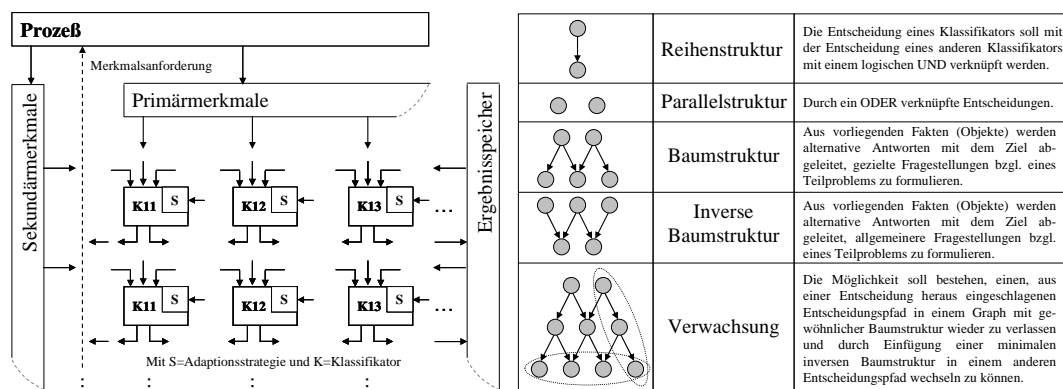 Prozeß
Merkmalsanforderung
Primärmerkmale
Sekundärmerkmale
Ergebnisspeicher
K11 S
K12 S
K13 S
...
K11 S
K12 S
K13 S
...
Mit S=Adaptionsstrategie und K=Klassifikator
Reihenstruktur
Die Entscheidung eines Klassifikators soll mit
der Entscheidung eines anderen Klassifikators
mit einem logischen UND verknüpft werden.
Parallelstruktur
Durch ein ODER verknüpfte Entscheidungen.
Baumstruktur
Aus vorliegenden Fakten (Objekte) werden
alternative Antworten mit dem Ziel ab-
geleitet, gezielte Fragestellungen bzgl. eines
Teilproblems zu formulieren.
Inverse
Baumstruktur
Aus vorliegenden Fakten (Objekte) werden
alternative Antworten mit dem Ziel ab-
geleitet, allgemeinere Fragestellungen bzgl.
eines Teilproblems zu formulieren.
Verwachsung
Die Möglichkeit soll bestehen, einen, aus
einer Entscheidung heraus eingeschlagenen
Entscheidungspfad in einem Graph mit ge-
wöhnlicher Baumstruktur wieder zu verlassen
und durch Einfügung einer minimalen
inversen Baumstruktur in einem anderen
Entscheidungspfad wechseln zu können.